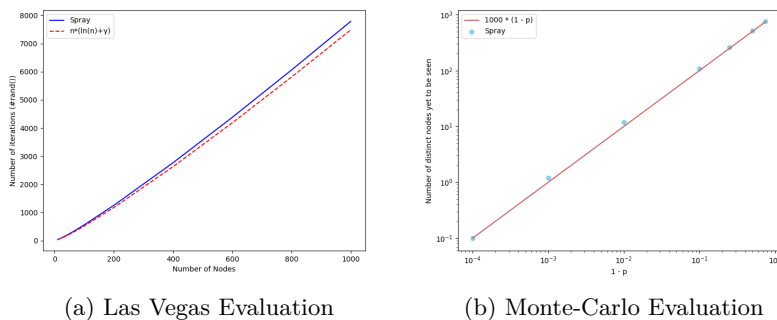 Spray
n*(ln(n)+γ)
8000
7000
6000
5000
4000
3000
2000
1000
0
Number of iterations (#rand())
0 200 400 600 800 1000
Number of Nodes
(a) Las Vegas Evaluation
1000 * (1 - p)
Spray
10³
10²
10¹
10⁰
10⁻¹
Number of distinct nodes yet to be seen
10⁻⁴ 10⁻³ 10⁻² 10⁻¹ 10⁰
1 - p
(b) Monte-Carlo Evaluation